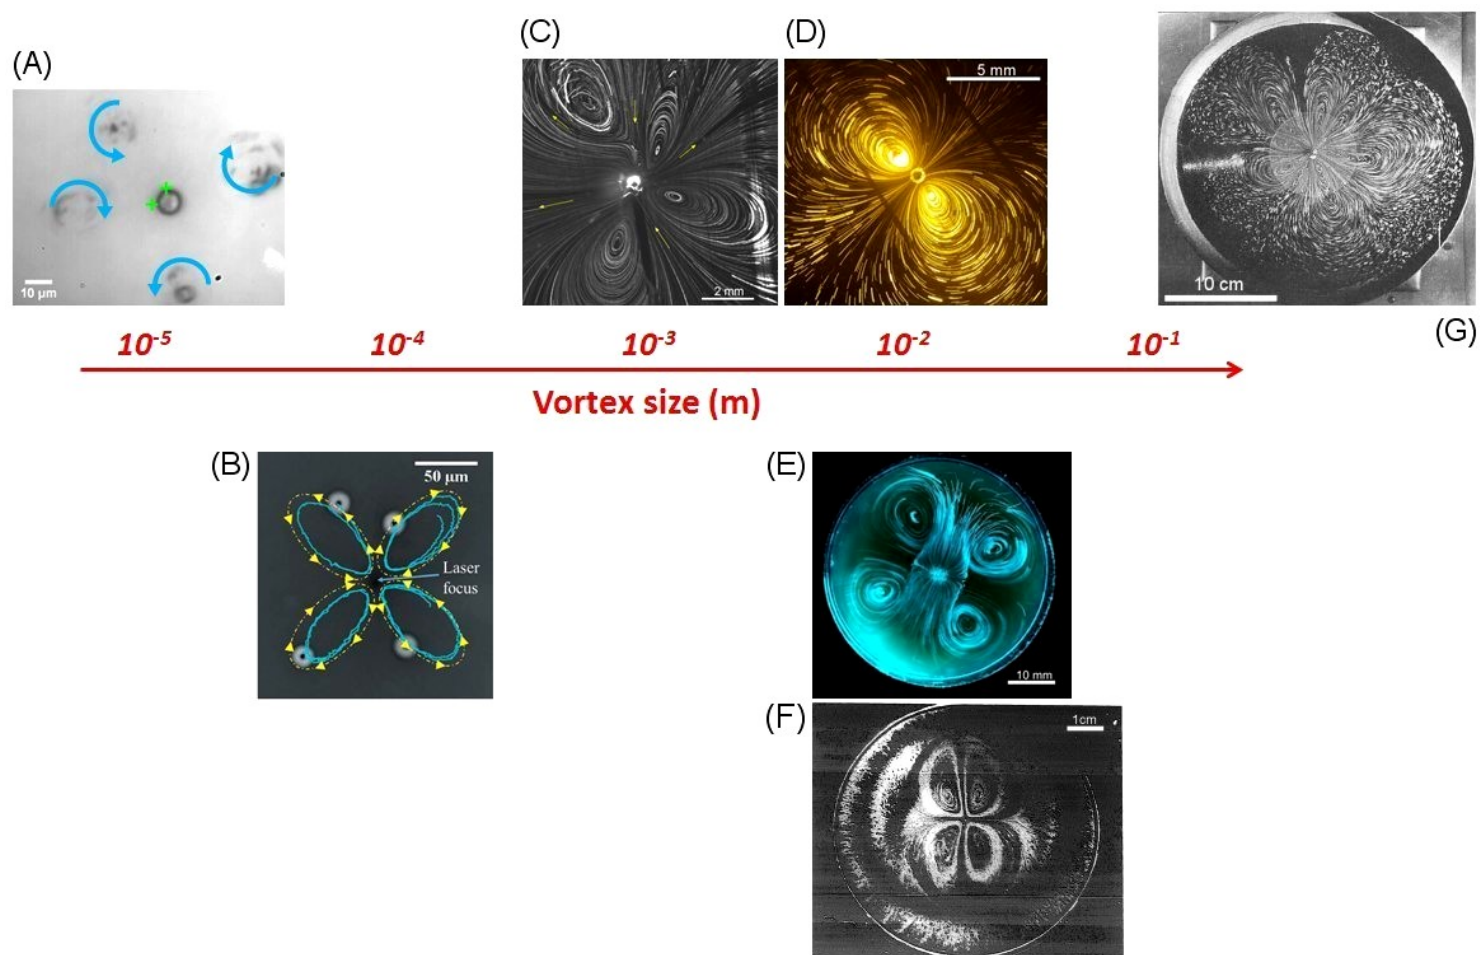 (A)
10 µm
(C)
2 mm
(D)
5 mm
10 cm
(G)
10-5
10-4
10-3
10-2
10-1
Vortex size (m)
(B)
50 µm
Laser
focus
(E)
10 mm
(F)
1cm